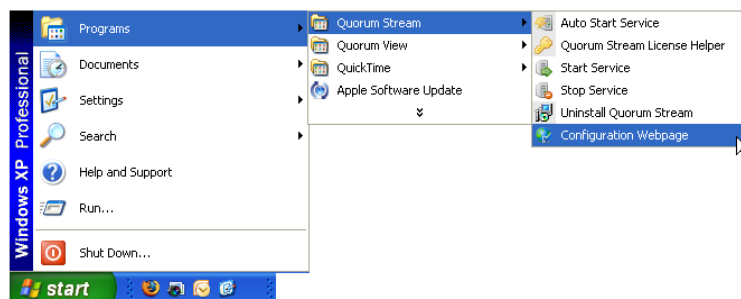 Windows XP Professional
Programs
Documents
Settings
Search
Help and Support
Run...
Shut Down...
start
Quorum Stream
Quorum View
QuickTime
Apple Software Update
Auto Start Service
Quorum Stream License Helper
Start Service
Stop Service
Uninstall Quorum Stream
Configuration Webpage